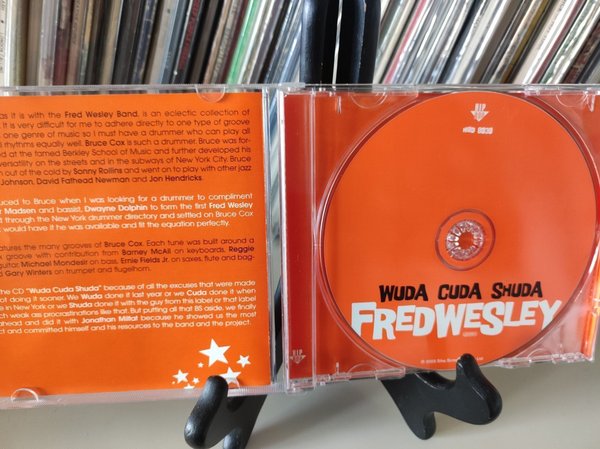 as it is with the Fred Wesley Band, is an eclectic collection of
It is very difficult for me to adhere directly to one type of groove
one genre of music so I must have a drummer who can play all
rhythms equally well. Bruce Cox is such a drummer. Bruce was
at the famed Berkley School of Music and further developed his
versatility on the streets and in the subways of New York City. Bruce
out of the cold by Sonny Rollins and went on to play with other jazz
Johnson, David Fathead Newman and Jon Hendricks.
to Bruce when I was looking for a drummer to compliment
Madsen and bassist, Dwayne Dolphin to form the first Fred Wesley
through the New York drummer directory and settled on Bruce Cox
would have it he was available and fit the equation perfectly.
the many grooves of Bruce Cox. Each tune was built around a
groove with contribution from Barney McAll on keyboards, Reggie
guitar, Michael Mondesir on bass, Ernie Fields Jr. on saxes, flute and
Gary Winters on trumpet and flugelhorn.
the CD "Wuda Cuda Shuda" because of all the excuses that were made
not doing it sooner. We Wuda done it last year or we Cuda done it when
in New York or we Shuda done it with the guy from this label or that label
weak ass procrastinations like that. But putting all that BS aside, we finally
ahead and did it with Jonathan Miltal because he showed us the most
and committed himself and his resources to the band and the project.
HIP
BOP
WUDA CUDA SHUDA
FREDWESLEY
HIP
BOP